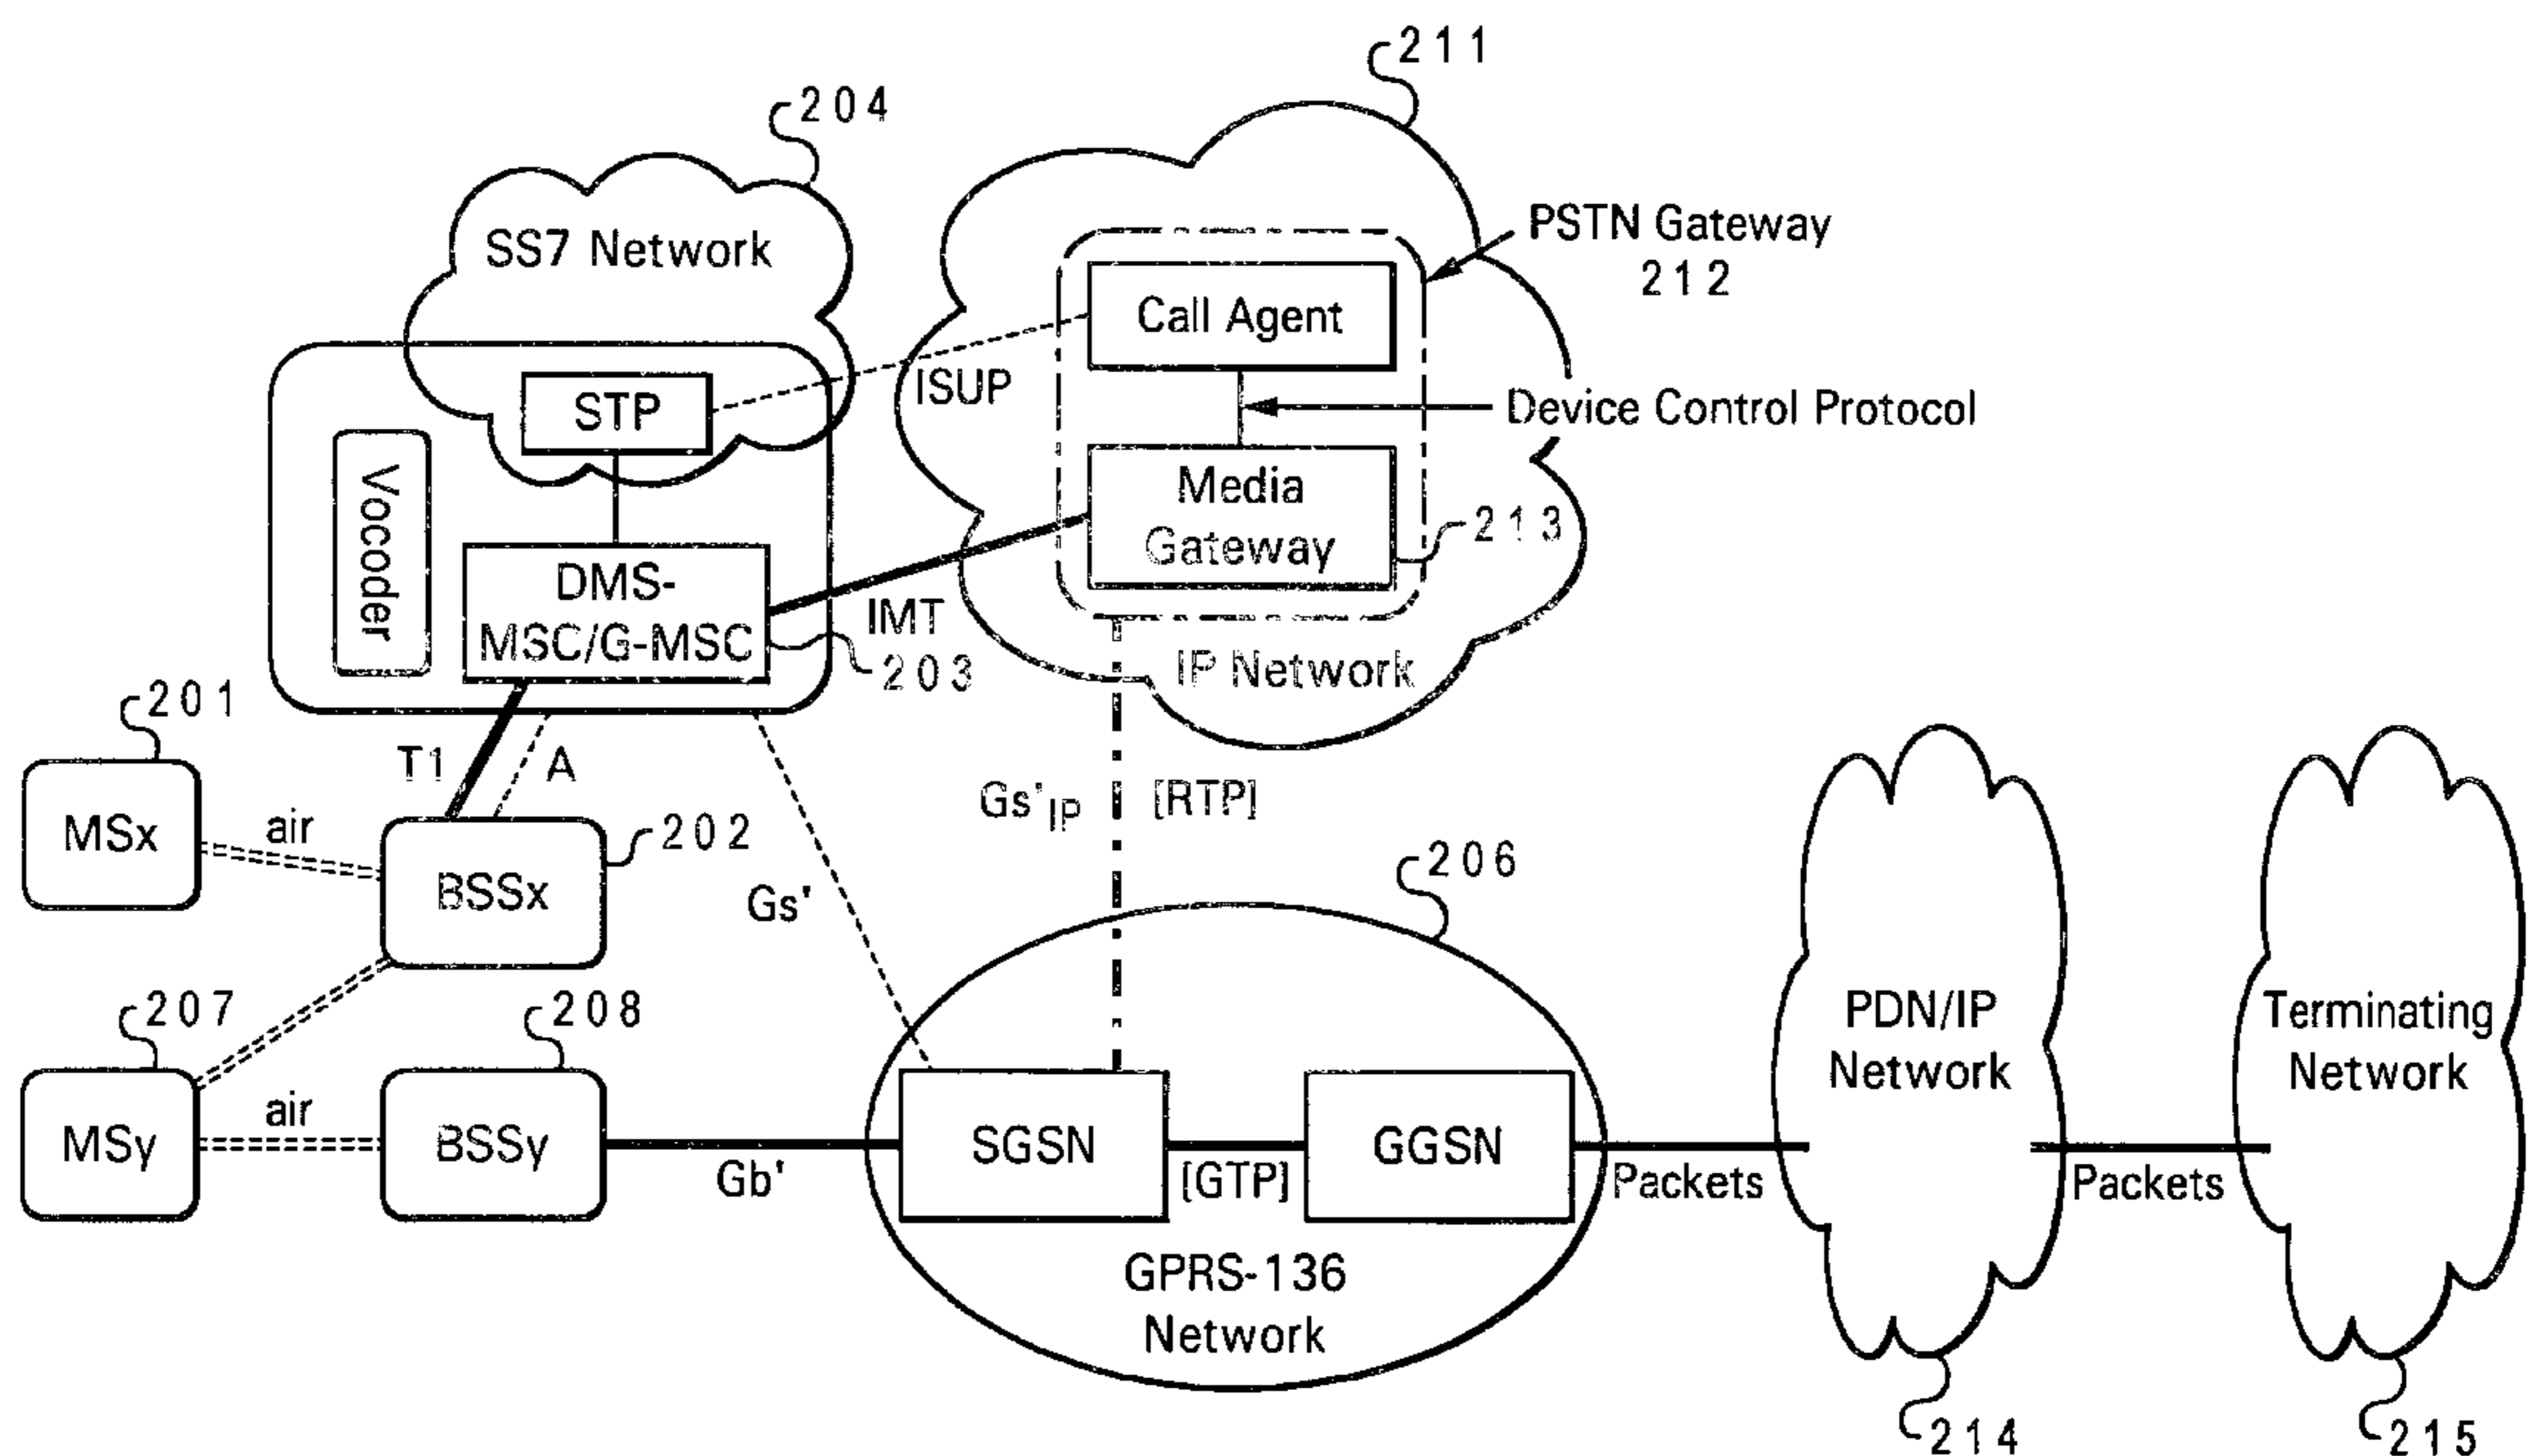 211
204
SS7 Network
PSTN Gateway
212
Call Agent
ISUP
STP
Device Control Protocol
Vocoder
Media
Gateway
213
DMS-
MSC/G-MSC
IMT
203
IP Network
201
T1
A
MSx
air
BSSx
202
Gs'IP
[RTP]
Gs'
206
207
208
MSy
air
BSSy
Gb'
SGSN
[GTP]
GGSN
Packets
PDN/IP
Network
Packets
Terminating
Network
GPRS-136
Network
214
215